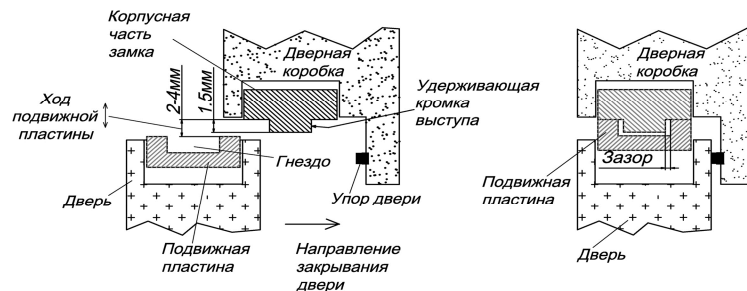 Корпусная
часть
замка
Дверная
коробка
2-4мм
1.5мм
Удерживающая
кромка
выступа
Ход
подвижной
пластины
Гнездо
Упор двери
Дверь
Подвижная
пластина
Направление
закрывания
двери
Дверная
коробка
Зазор
Подвижная
пластина
Дверь